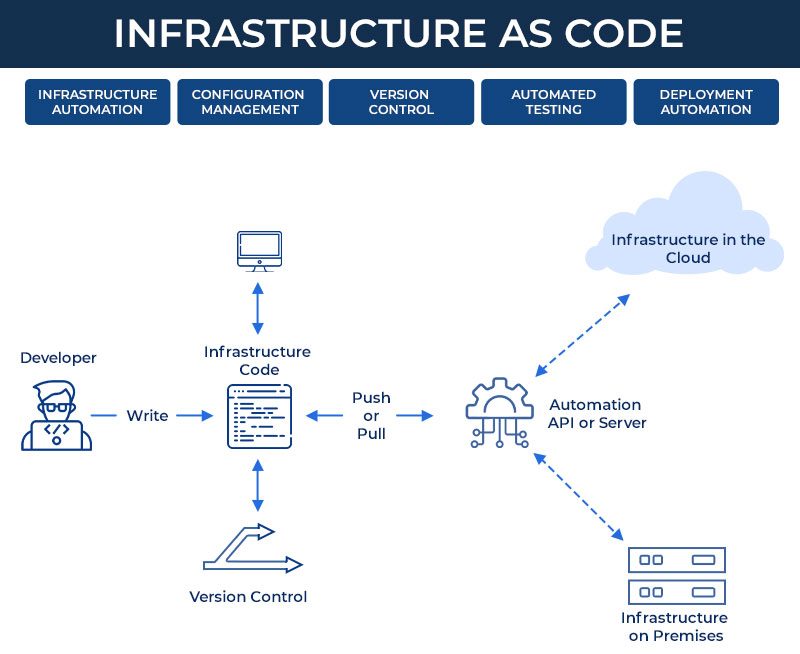 INFRASTRUCTURE AS CODE
INFRASTRUCTURE
AUTOMATION
CONFIGURATION
MANAGEMENT
VERSION
CONTROL
AUTOMATED
TESTING
DEPLOYMENT
AUTOMATION
Infrastructure in the
Cloud
Infrastructure
Code
Developer
Write
Push
or
Pull
Automation
API or Server
Version Control
Infrastructure
on Premises